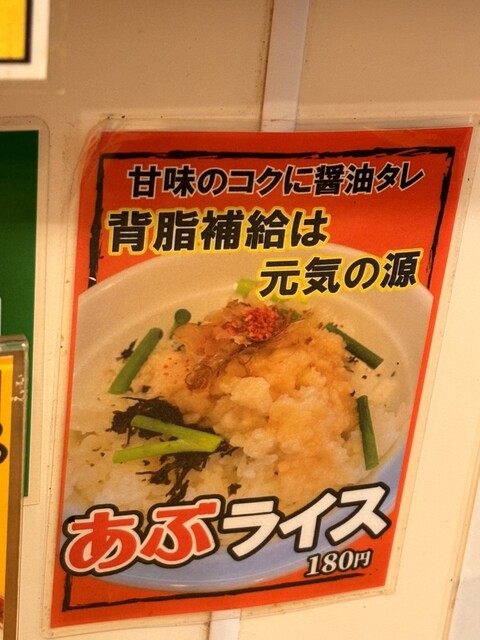 甘味のコクに醤油タレ
背脂補給は
元気の源
あぶライス
180円